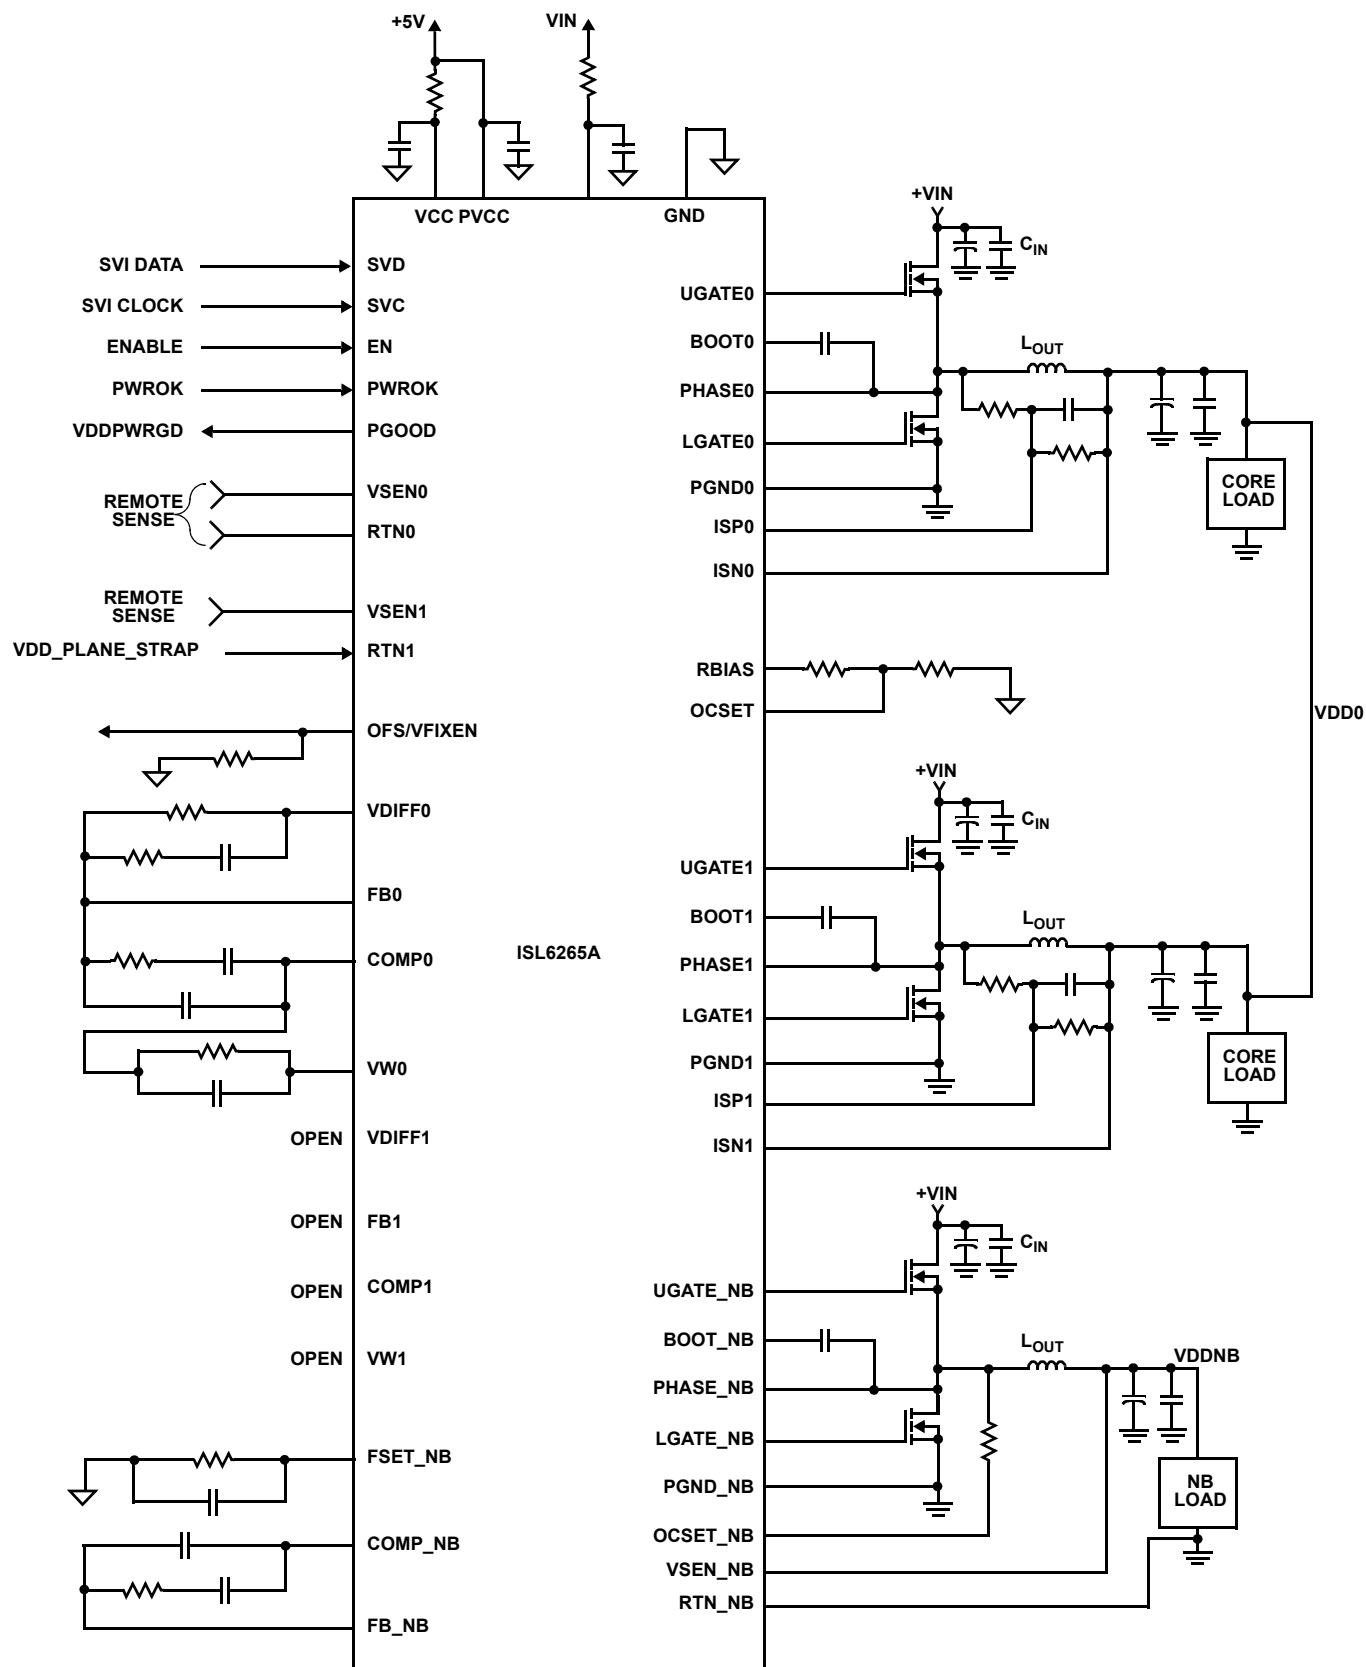 +5V
VIN
VCC PVCC
GND
SVI DATA
SVD
SVI CLOCK
SVC
ENABLE
EN
PWROK
PWROK
VDDPWRGD
PGOOD
REMOTE
SENSE
VSEN0
RTN0
REMOTE
SENSE
VSEN1
VDD_PLANE_STRAP
RTN1
OFS/VFIXEN
VDIFF0
FB0
COMP0
VW0
OPEN
VDIFF1
OPEN
FB1
OPEN
COMP1
OPEN
VW1
FSET_NB
COMP_NB
FB_NB
ISL6265A
+VIN
CIN
UGATE0
BOOT0
LOUT
PHASE0
LGATE0
PGND0
CORE
LOAD
ISP0
ISN0
RBIAS
OCSET
VDD0
+VIN
CIN
UGATE1
BOOT1
LOUT
PHASE1
LGATE1
PGND1
CORE
LOAD
ISP1
ISN1
+VIN
CIN
UGATE_NB
BOOT_NB
LOUT
VDDNB
PHASE_NB
LGATE_NB
PGND_NB
NB
LOAD
OCSET_NB
VSEN_NB
RTN_NB